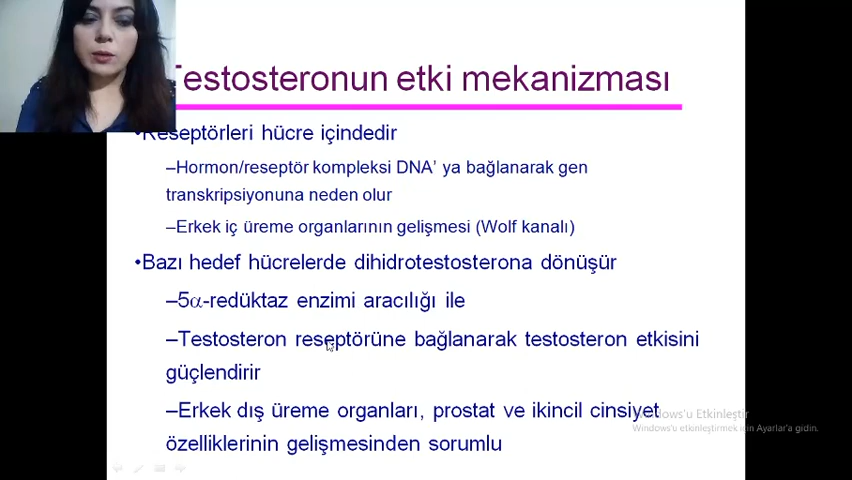 Testosteronun etki mekanizması
•Reseptörleri hücre içindedir
–Hormon/reseptör kompleksi DNA' ya bağlanarak gen
transkripsiyonuna neden olur
–Erkek iç üreme organlarının gelişmesi (Wolf kanalı)
•Bazı hedef hücrelerde dihidrotestosterona dönüşür
–5α-redüktaz enzimi aracılığı ile
–Testosteron reseptörüne bağlanarak testosteron etkisini
güçlendirir
–Erkek dış üreme organları, prostat ve ikincil cinsiyet
özelliklerinin gelişmesinden sorumlu
Windows'u Etkinleştir
Windows'u etkinleştirmek için Ayarlar'a gidin.